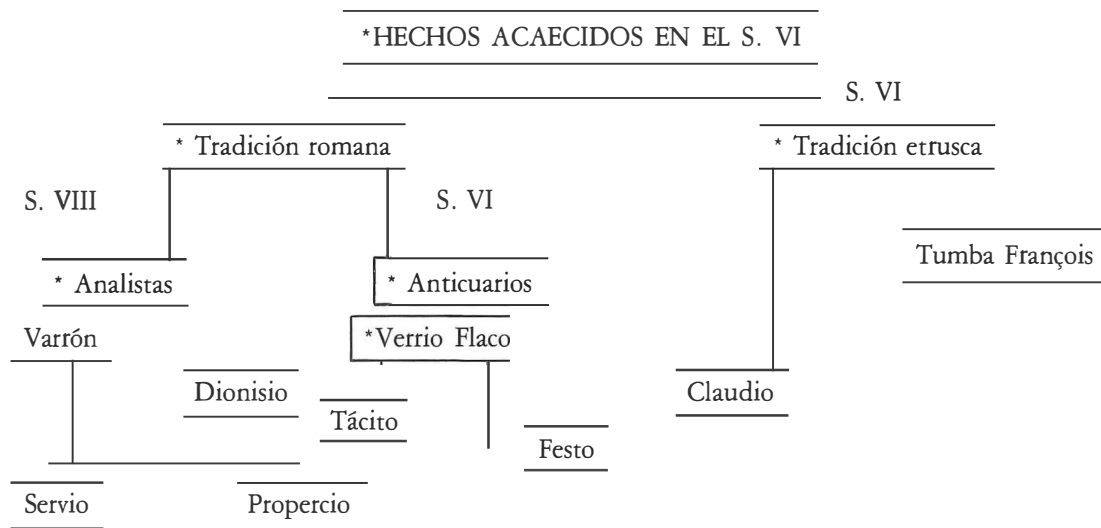 *HECHOS ACAECIDOS EN EL S. VI
S. VI
* Tradición romana
* Tradición etrusca
S. VIII
S. VI
Tumba François
* Analistas
* Anticuarios
Varrón
*Verrio Flaco
Dionisio
Claudio
Tácito
Festo
Servio
Propercio